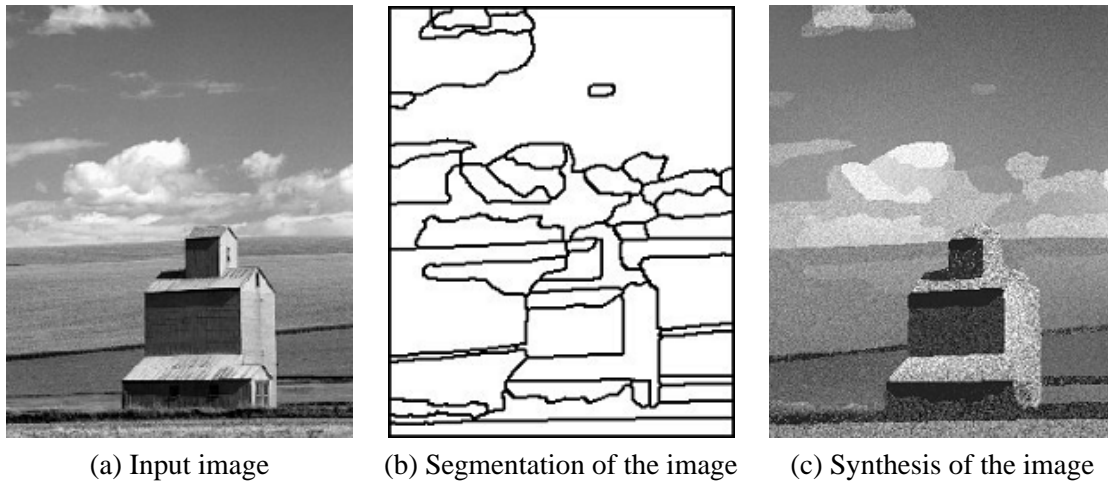 (a) Input image
(b) Segmentation of the image
(c) Synthesis of the image